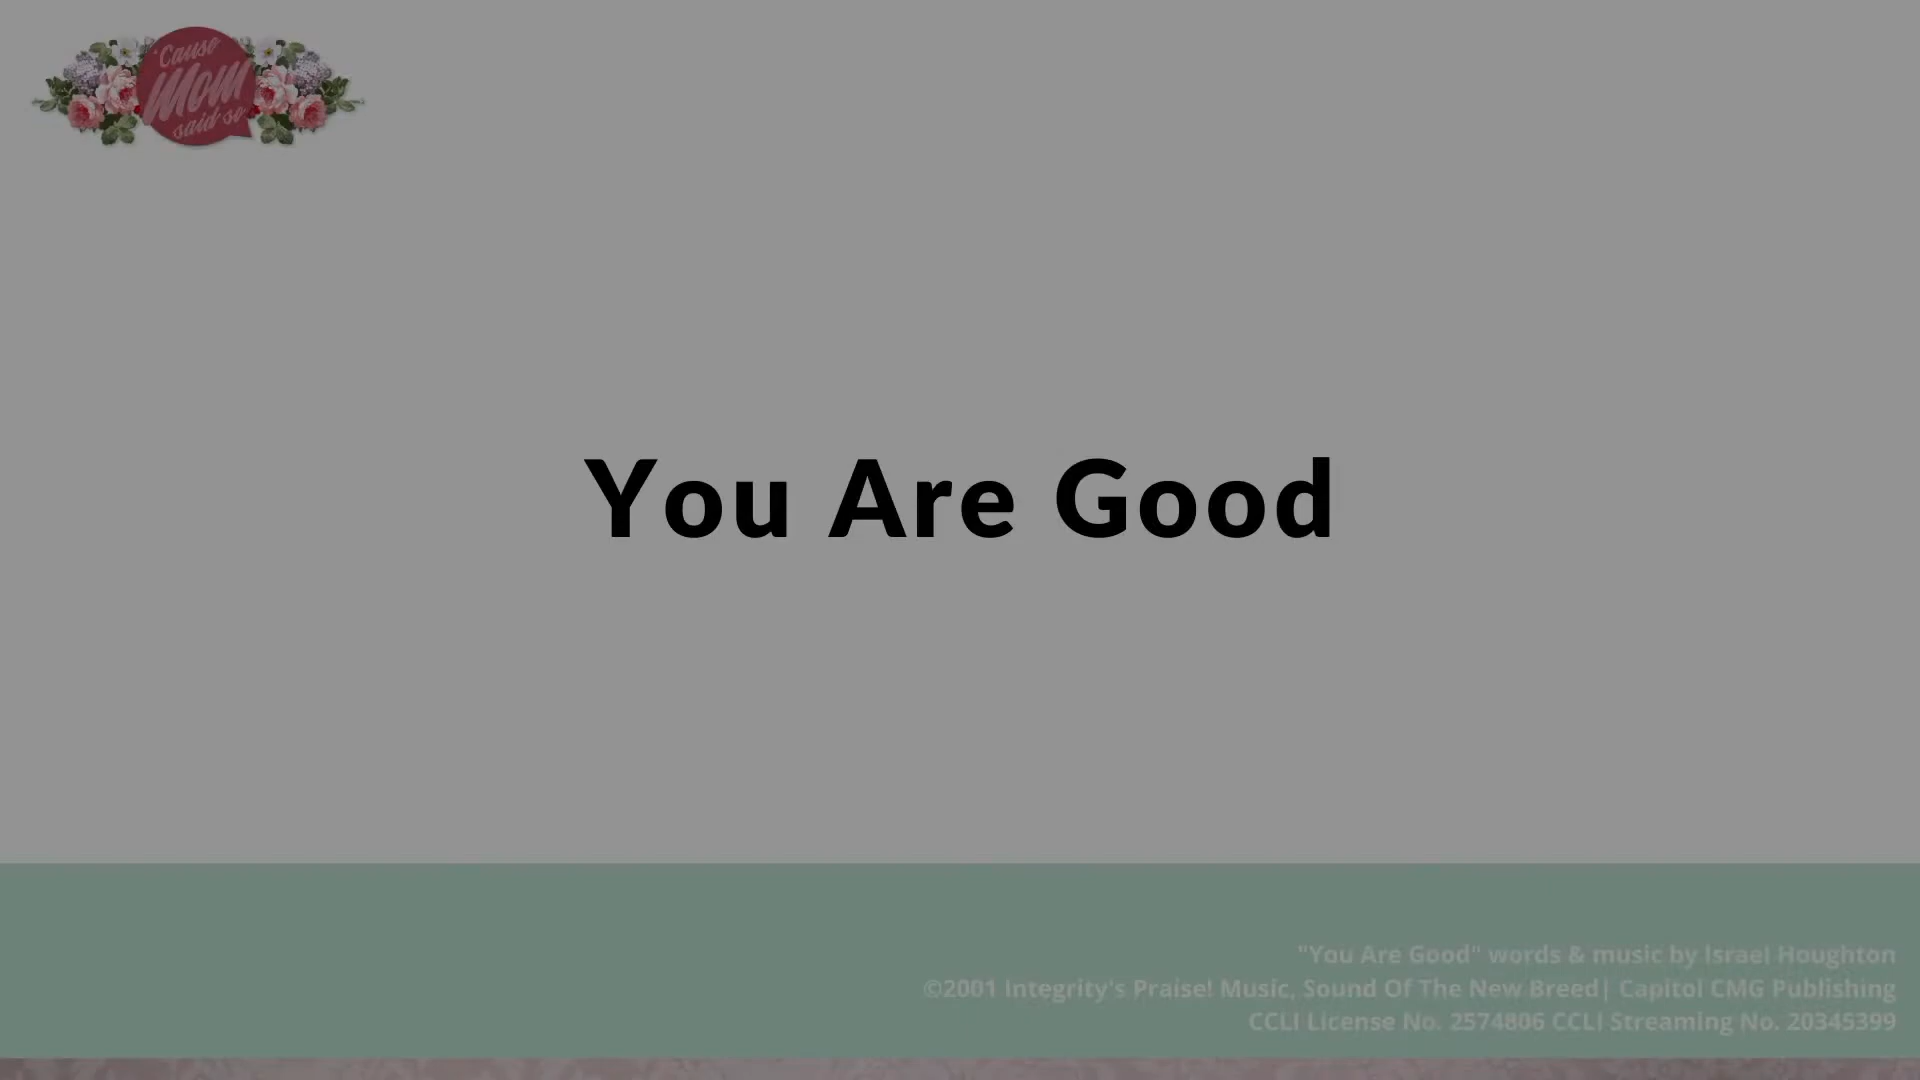 'Cause
Mom
said so
You Are Good
"You Are Good" words & music by Israel Houghton
©2001 Integrity's Praise! Music, Sound Of The New Breed| Capitol CMG Publishing
CCLI License No. 2574806 CCLI Streaming No. 20345399